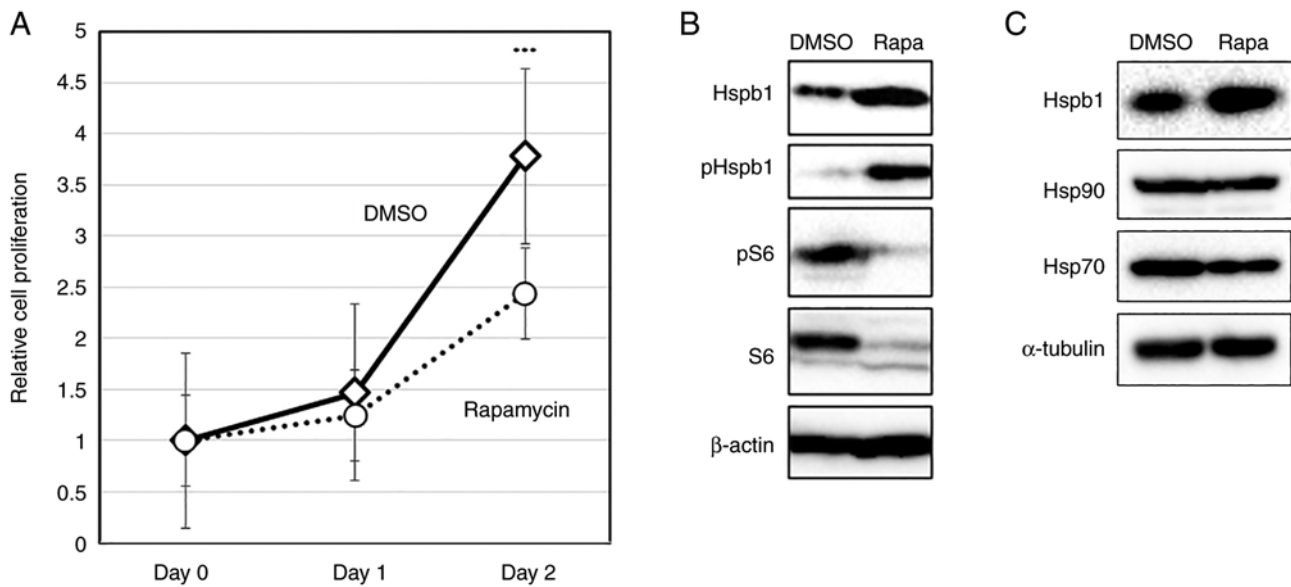 A
Relative cell proliferation
5
4.5
4
3.5
3
2.5
2
1.5
1
0.5
0
DMSO
Rapamycin
Day 0 Day 1 Day 2
B
DMSO Rapa
Hspb1
pHspb1
pS6
S6
β-actin
C
DMSO Rapa
Hspb1
Hsp90
Hsp70
α-tubulin